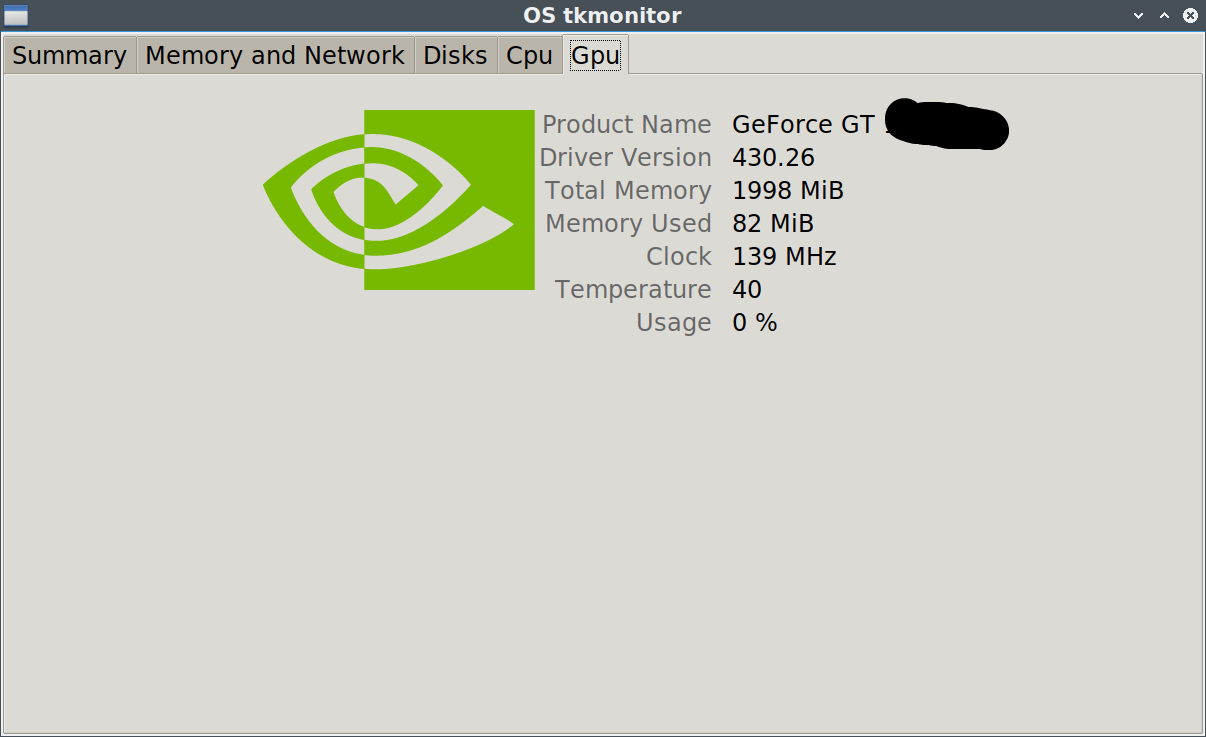 OS tkmonitor
Summary Memory and Network Disks Cpu Gpu
Product Name GeForce GT
Driver Version 430.26
Total Memory 1998 MiB
Memory Used 82 MiB
Clock 139 MHz
Temperature 40
Usage 0 %